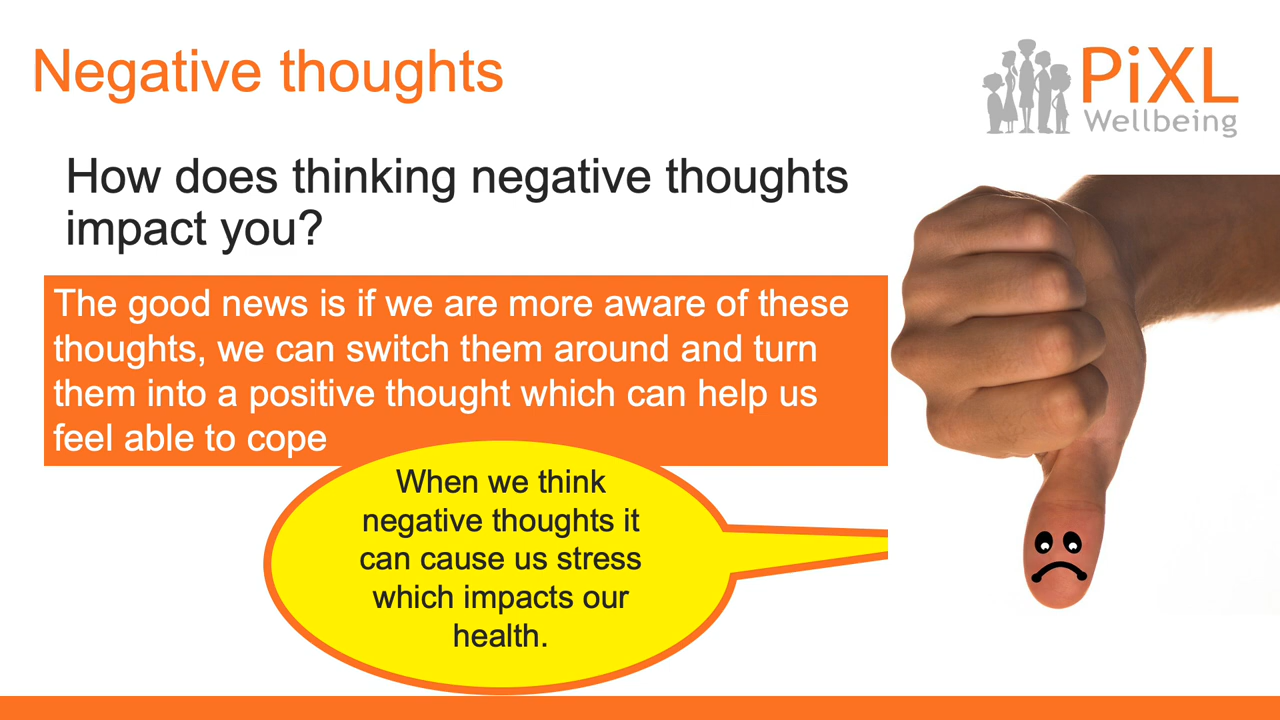 Negative thoughts
PiXL
Wellbeing
How does thinking negative thoughts
impact you?
The good news is if we are more aware of these
thoughts, we can switch them around and turn
them into a positive thought which can help us
feel able to cope
When we think
negative thoughts it
can cause us stress
which impacts our
health.